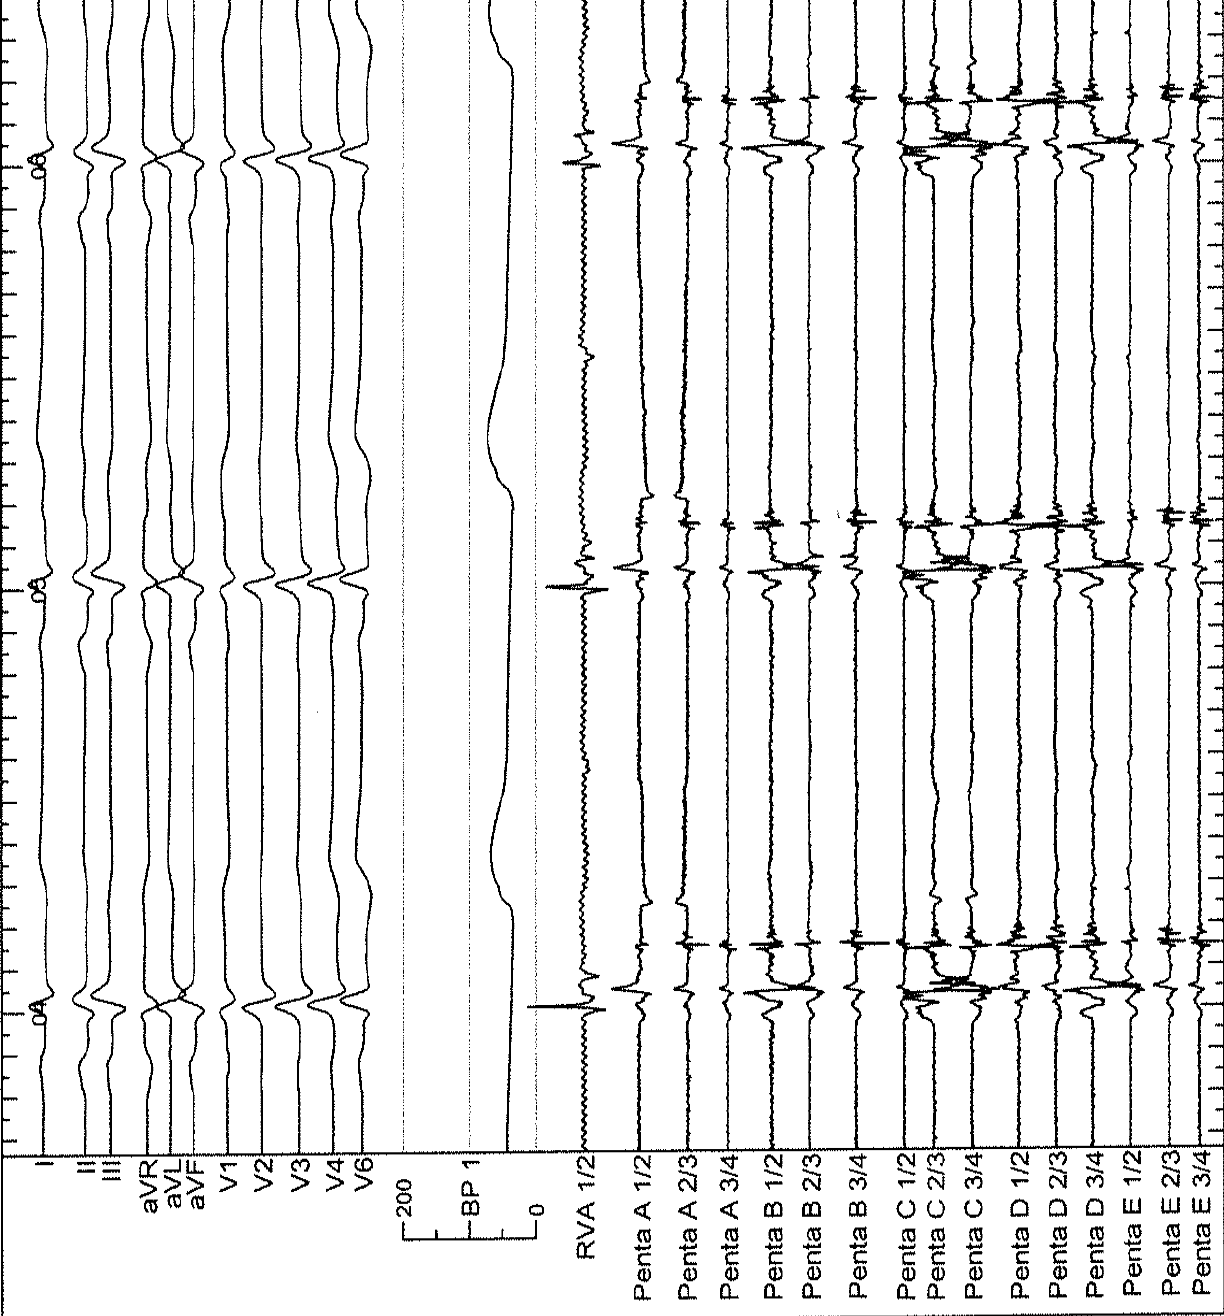 I
II
III
aVR
aVL
aVF
V1
V2
V3
V4
V6
200
BP 1
0
RVA 1/2
Penta A 1/2
Penta A 2/3
Penta A 3/4
Penta B 1/2
Penta B 2/3
Penta B 3/4
Penta C 1/2
Penta C 2/3
Penta C 3/4
Penta D 1/2
Penta D 2/3
Penta D 3/4
Penta E 1/2
Penta E 2/3
Penta E 3/4